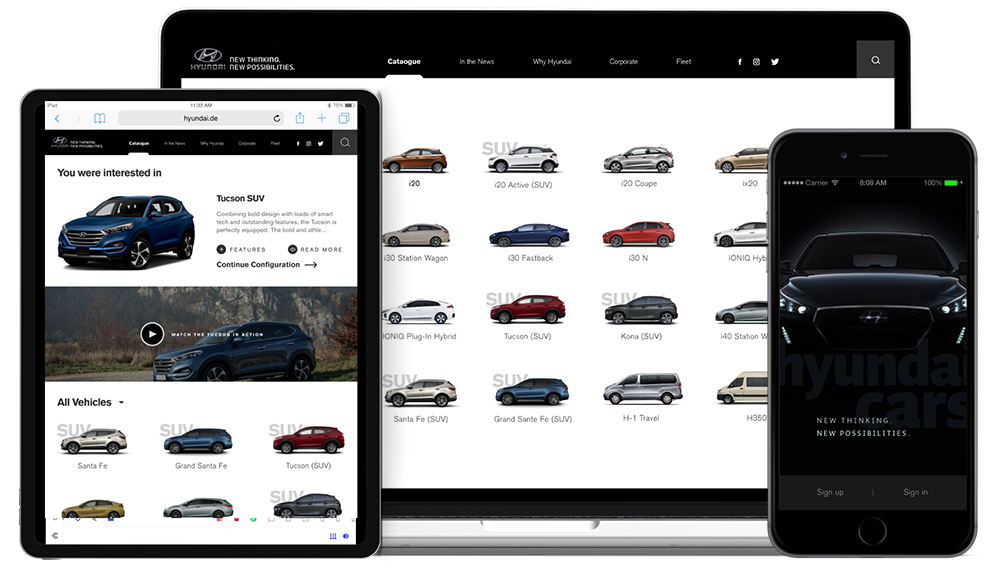 HYUNDAI
NEW THINKING.
NEW POSSIBILITIES.
Cataogue
In the News
Why Hyundai
Corporate
Fleet
i20
SUV
i20 Active (SUV)
i20 Coupe
ix20
i30 Station Wagon
i30 Fastback
i30 N
IONIQ Hyb
IONIQ Plug-In Hybrid
SUV
Tucson (SUV)
SUV
Kona (SUV)
i40 Station W
SUV
Santa Fe (SUV)
SUV
Grand Sante Fe (SUV)
H-1 Travel
H350
iPad
11:33 AM
75%
hyundai.de
HYUNDAI
NEW THINKING.
NEW POSSIBILITIES.
Cataogue
In the News
Why Hyundai
Corporate
Fleet
You were interested in
Tucson SUV
Combining bold design with loads of smart
tech and outstanding features, the Tucson is
perfectly equipped. The bold and athle...
FEATURES
READ MORE
Continue Configuration
WATCH THE TUCSON IN ACTION
All Vehicles
SUV
Santa Fe
SUV
Grand Santa Fe
SUV
Tucson (SUV)
SUV
Carrier
8:08 AM
100%
hyundai
cars
NEW THINKING.
NEW POSSIBILITIES.
Sign up | Sign in